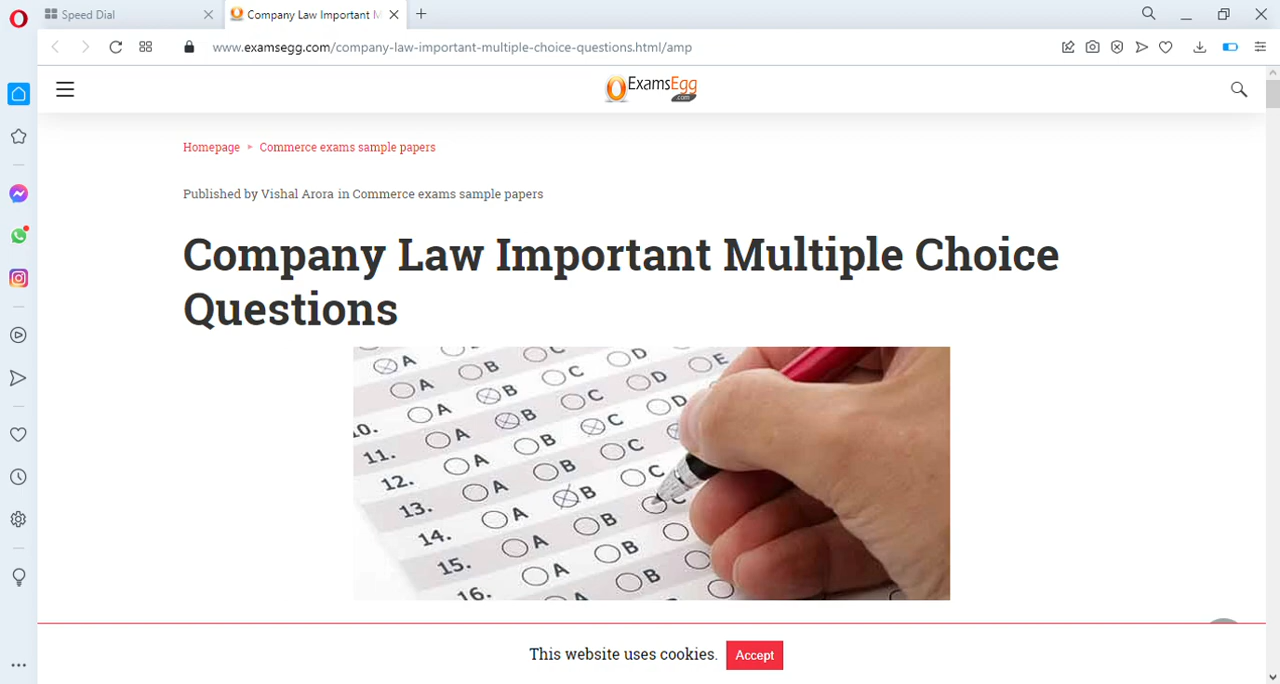 Speed Dial
Company Law Important M
www.examsegg.com/company-law-important-multiple-choice-questions.html/amp
ExamsEgg
.com
Homepage
Commerce exams sample papers
Published by Vishal Arora in Commerce exams sample papers
Company Law Important Multiple Choice
Questions
A B C D E
A B C D
10. A B C D
11. A B C
12. A B C
13. A B C
14. A B C
15. A B
16. A B
This website uses cookies.
Accept